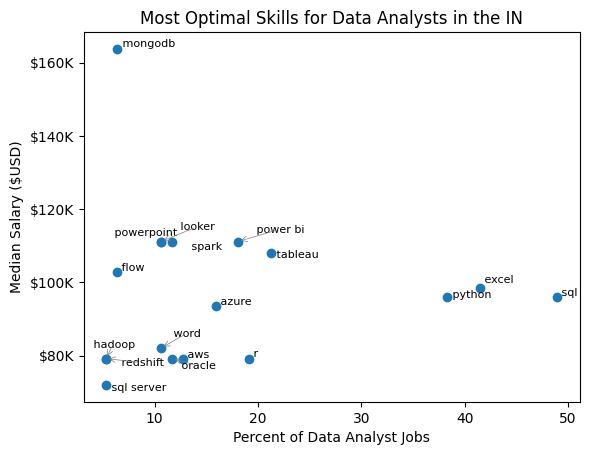 Most Optimal Skills for Data Analysts in the IN
mongodb
$160K
$140K
$120K
looker
powerpoint
power bi
spark
tableau
flow
excel
sql
python
$100K
azure
word
hadoop
aws
r
redshift
oracle
$80K
sql server
Median Salary ($USD)
10
20
30
40
50
Percent of Data Analyst Jobs